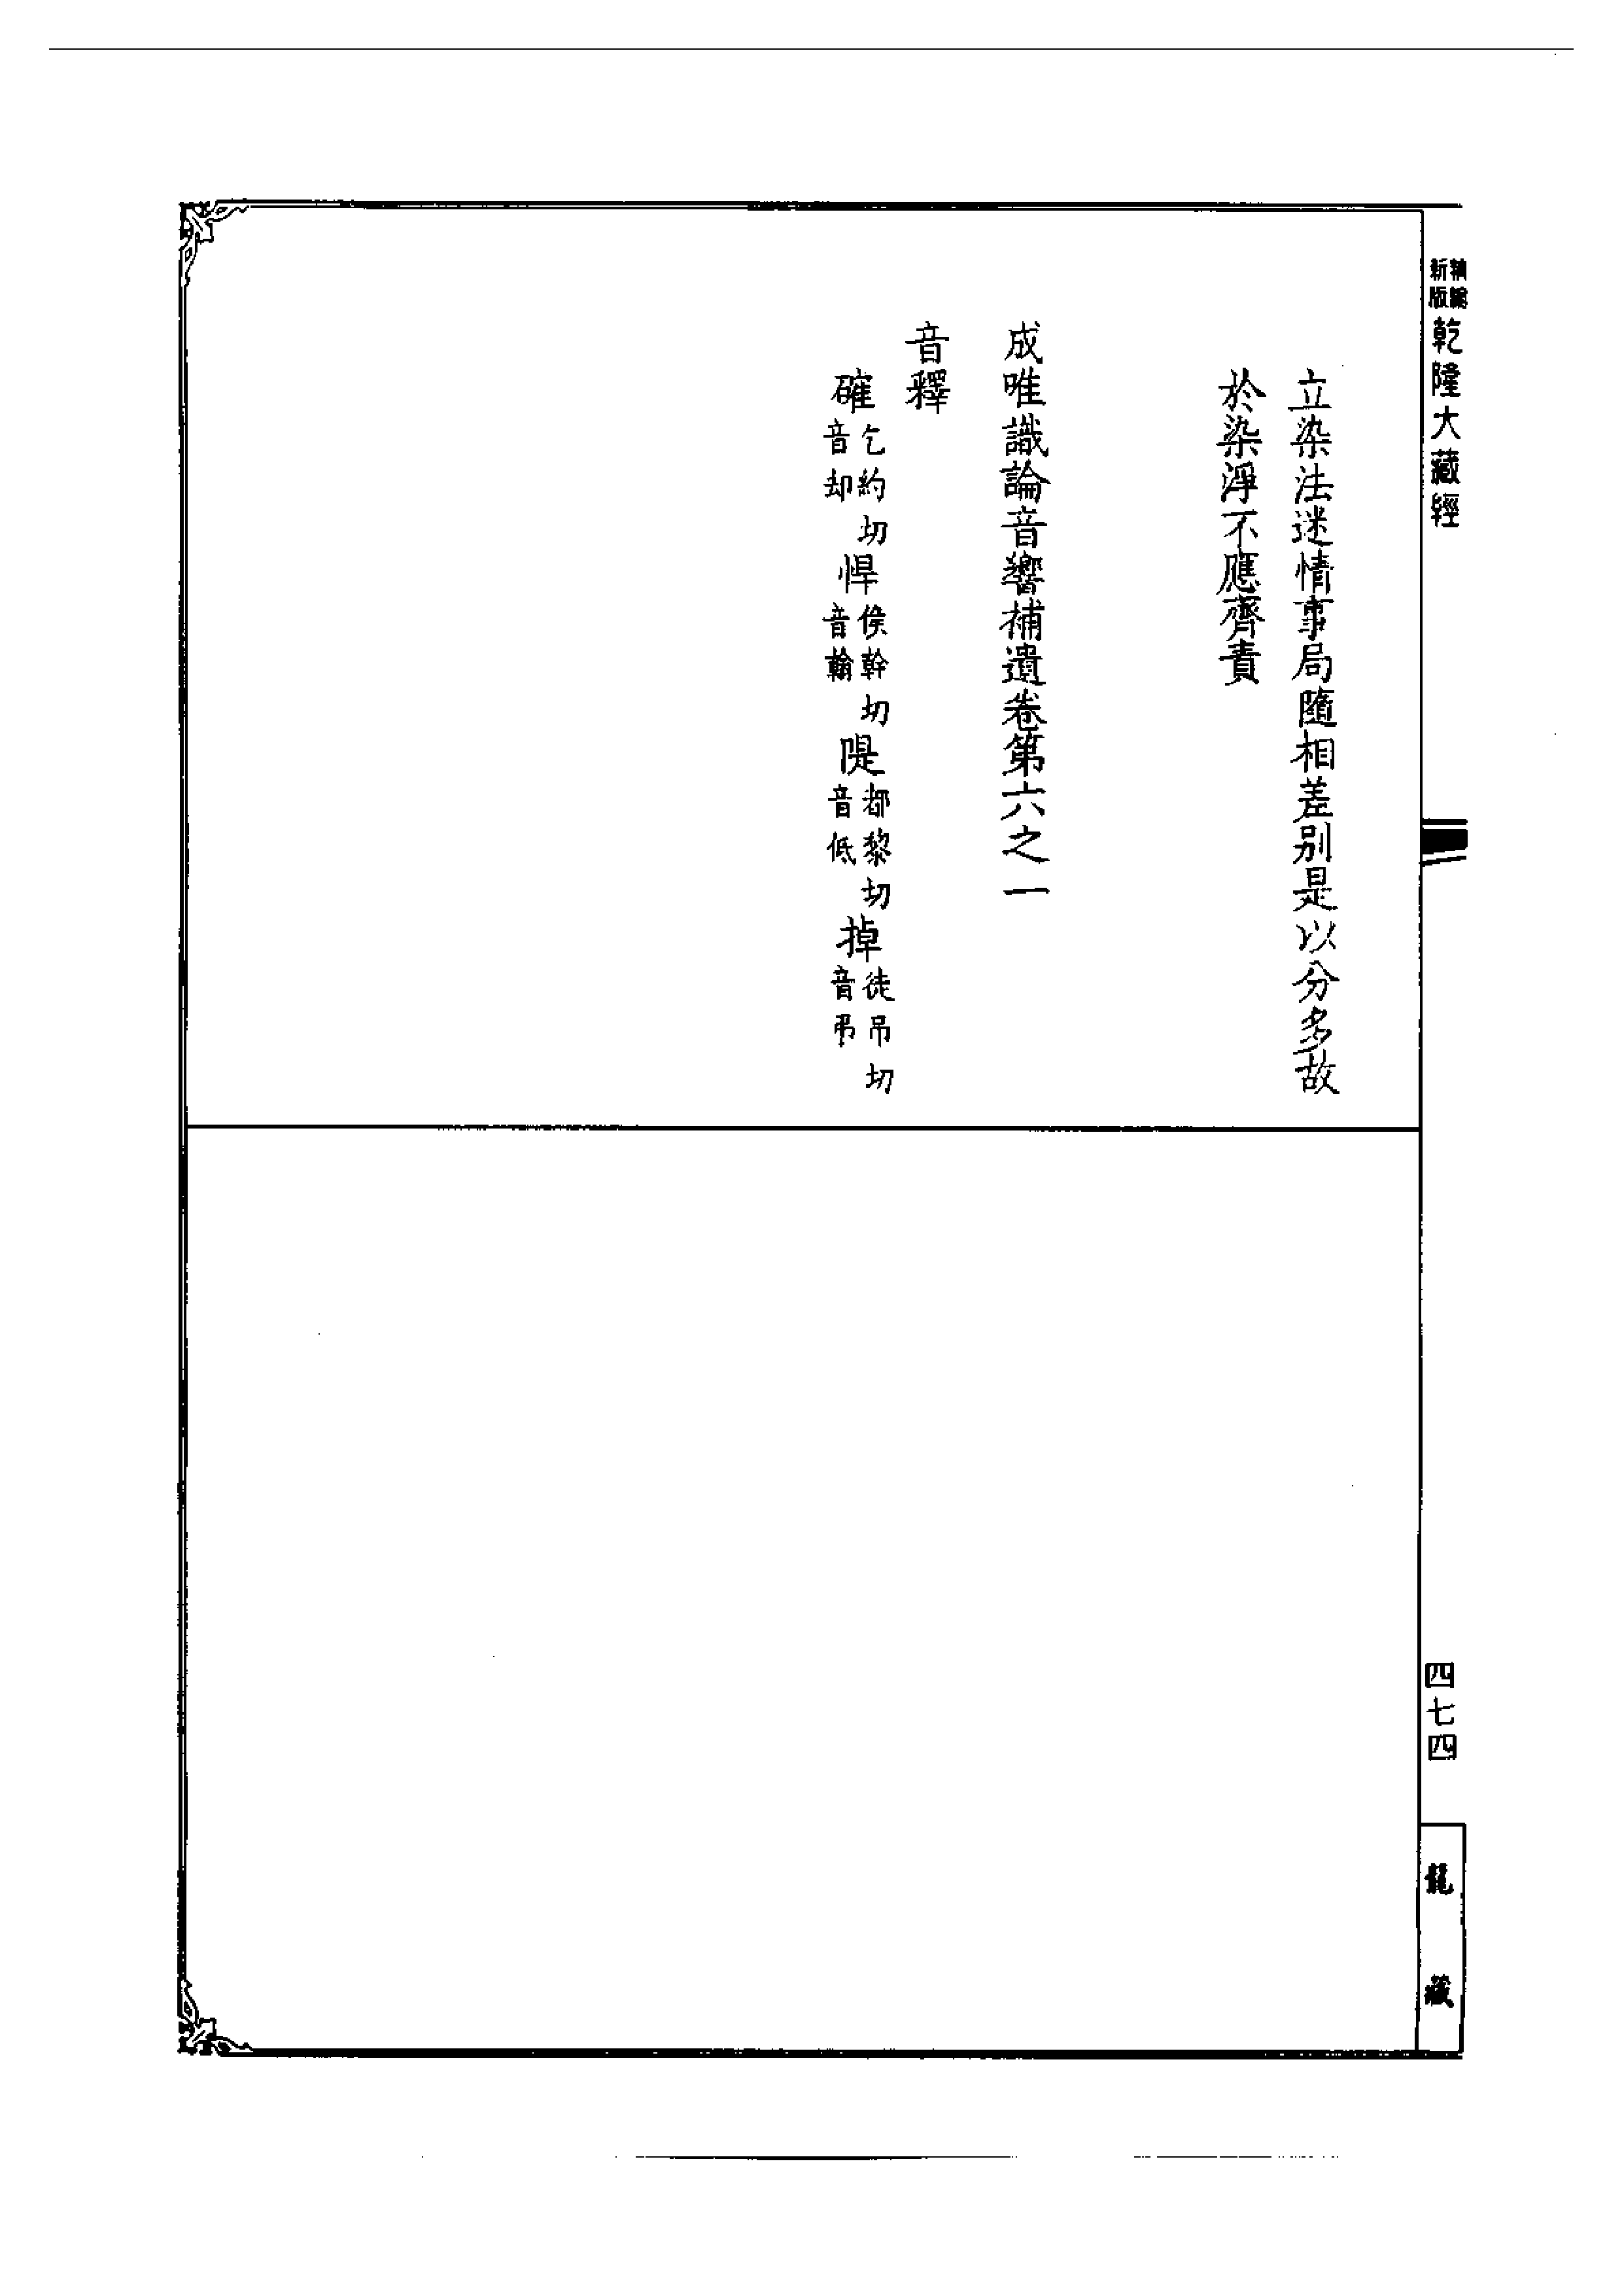 新編縮版 乾隆大藏經
立染法迷情事局隨相差别是以分多故
於染淨不應齊責
成唯識論音響補遺卷第六之一
音釋
確乞約切音却悍侯幹切音翰隄都黎切音低掉徒吊切音弔
四七四
龍藏